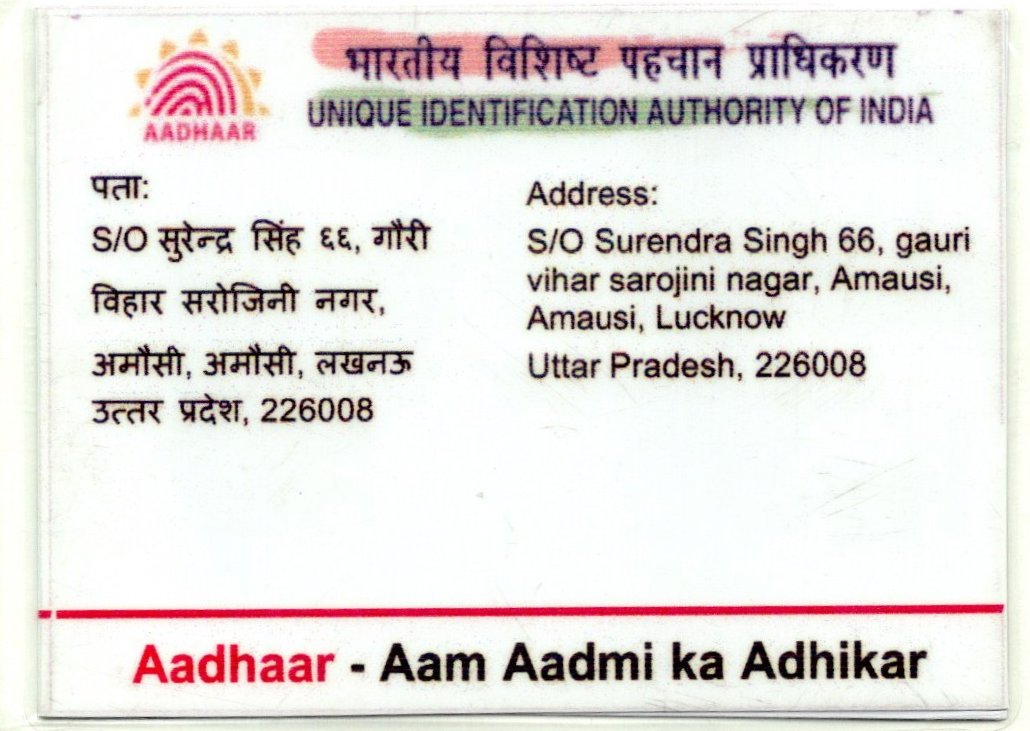 भारतीय विशिष्ट पहचान प्राधिकरण
UNIQUE IDENTIFICATION AUTHORITY OF INDIA
AADHAAR
पता:
S/O सुरेन्द्र सिंह ६६, गौरी
विहार सरोजिनी नगर,
अमौसी, अमौसी, लखनऊ
उत्तर प्रदेश, 226008
Address:
S/O Surendra Singh 66, gauri
vihar sarojini nagar, Amausi,
Amausi, Lucknow
Uttar Pradesh, 226008
Aadhaar - Aam Aadmi ka Adhikar